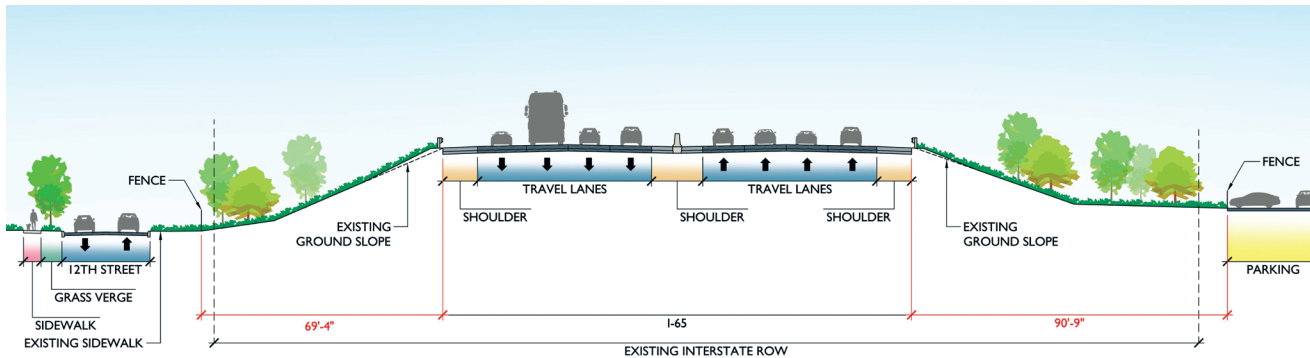 FENCE
FENCE
TRAVEL LANES
TRAVEL LANES
SHOULDER
SHOULDER
SHOULDER
EXISTING
GROUND SLOPE
EXISTING
GROUND SLOPE
12TH STREET
PARKING
GRASS VERGE
SIDEWALK
69'-4"
I-65
90'-9"
EXISTING SIDEWALK
EXISTING INTERSTATE ROW